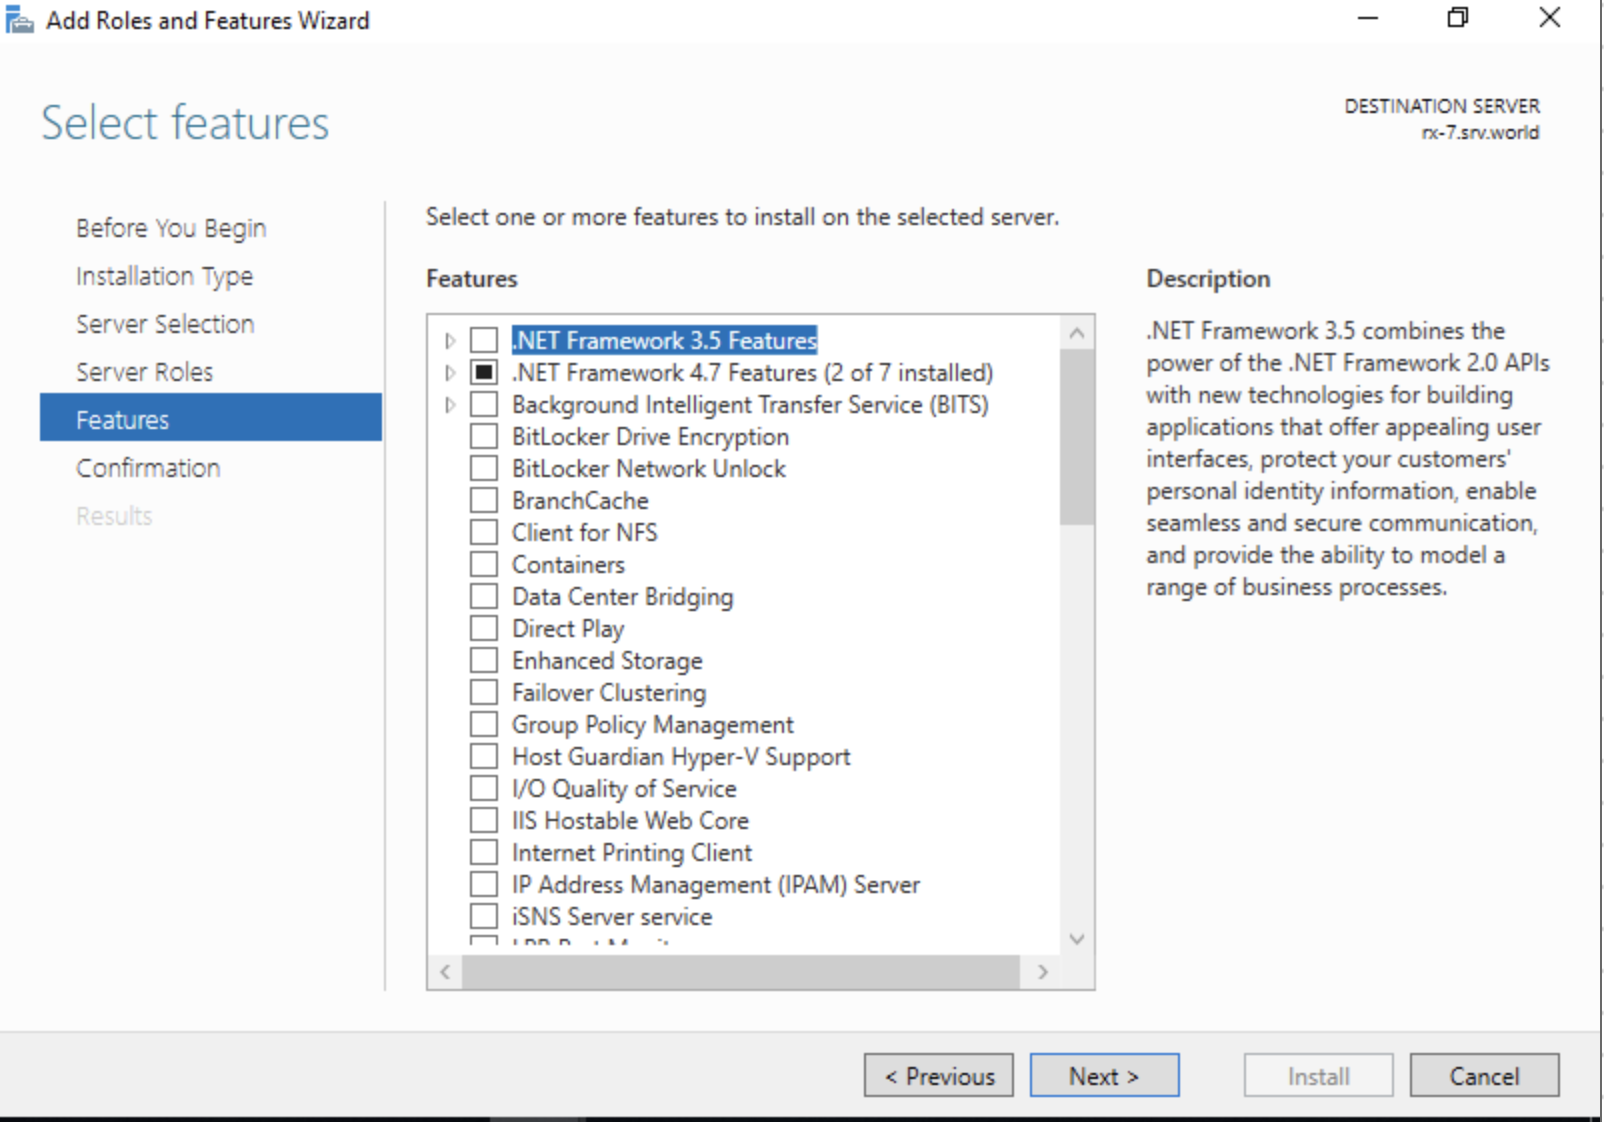 Add Roles and Features Wizard
Select features
DESTINATION SERVER
rx-7.srv.world
Before You Begin
Installation Type
Server Selection
Server Roles
Features
Confirmation
Results
Select one or more features to install on the selected server.
Features
.NET Framework 3.5 Features
.NET Framework 4.7 Features (2 of 7 installed)
Background Intelligent Transfer Service (BITS)
BitLocker Drive Encryption
BitLocker Network Unlock
BranchCache
Client for NFS
Containers
Data Center Bridging
Direct Play
Enhanced Storage
Failover Clustering
Group Policy Management
Host Guardian Hyper-V Support
I/O Quality of Service
IIS Hostable Web Core
Internet Printing Client
IP Address Management (IPAM) Server
iSNS Server service
Description
.NET Framework 3.5 combines the
power of the .NET Framework 2.0 APIs
with new technologies for building
applications that offer appealing user
interfaces, protect your customers'
personal identity information, enable
seamless and secure communication,
and provide the ability to model a
range of business processes.
< Previous
Next >
Install
Cancel